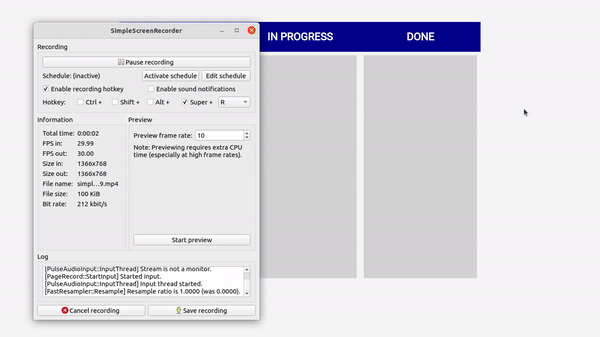 SimpleScreenRecorder
Recording
Pause recording
Schedule: (inactive)
Activate schedule
Edit schedule
Enable recording hotkey
Enable sound notifications
Hotkey:
Ctrl +
Shift +
Alt +
Super +
R
Information
Total time: 0:00:02
FPS in: 29.99
FPS out: 30.00
Size in: 1366x768
Size out: 1366x768
File name: simpl...9.mp4
File size: 100 KiB
Bit rate: 212 kbit/s
Preview
Preview frame rate: 10
Note: Previewing requires extra CPU
time (especially at high frame rates).
Start preview
Log
[PulseAudioInput::InputThread] Stream is not a monitor.
[PageRecord::StartInput] Started input.
[PulseAudioInput::InputThread] Input thread started.
[FastResampler::Resample] Resample ratio is 1.0000 (was 0.0000).
Cancel recording
Save recording
IN PROGRESS
DONE